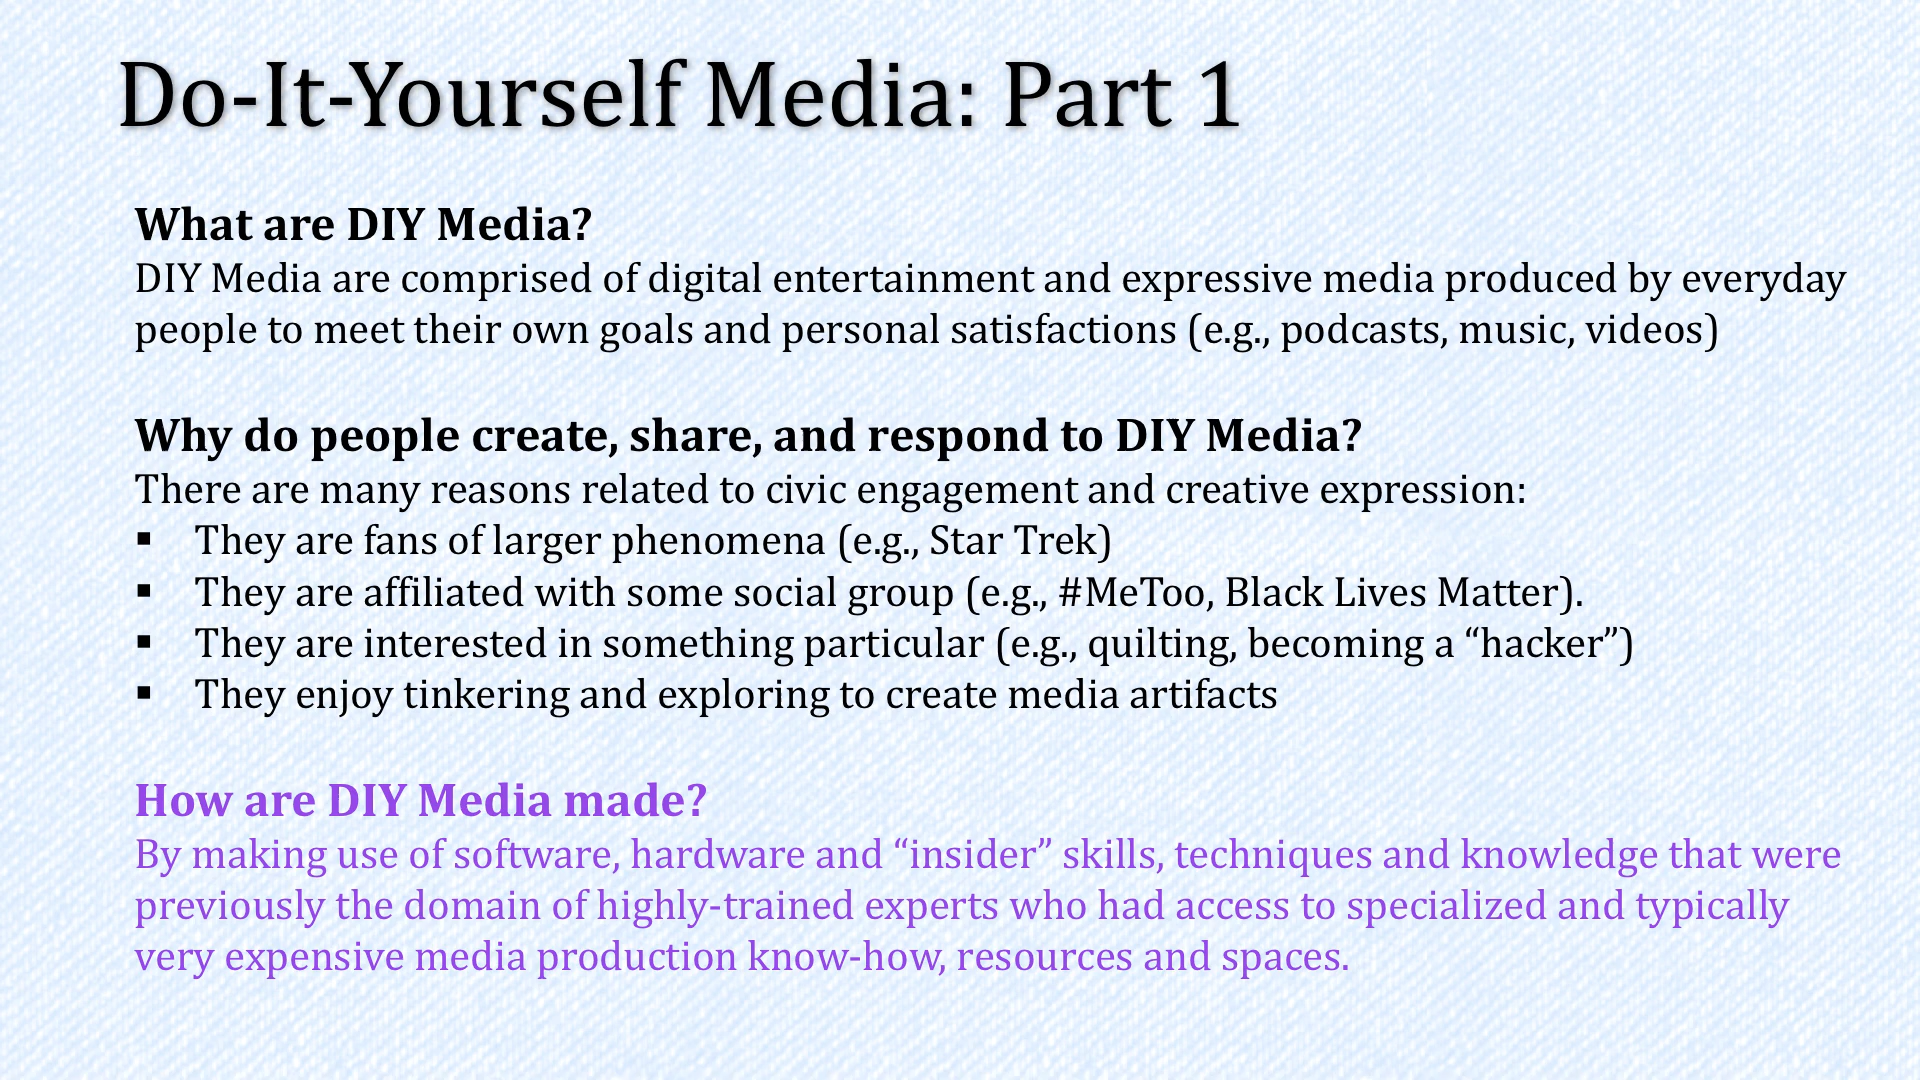 Do-It-Yourself Media: Part 1
What are DIY Media?
DIY Media are comprised of digital entertainment and expressive media produced by everyday
people to meet their own goals and personal satisfactions (e.g., podcasts, music, videos)
Why do people create, share, and respond to DIY Media?
There are many reasons related to civic engagement and creative expression:
▪ They are fans of larger phenomena (e.g., Star Trek)
▪ They are affiliated with some social group (e.g., #MeToo, Black Lives Matter).
▪ They are interested in something particular (e.g., quilting, becoming a “hacker”)
▪ They enjoy tinkering and exploring to create media artifacts
How are DIY Media made?
By making use of software, hardware and “insider” skills, techniques and knowledge that were
previously the domain of highly-trained experts who had access to specialized and typically
very expensive media production know-how, resources and spaces.